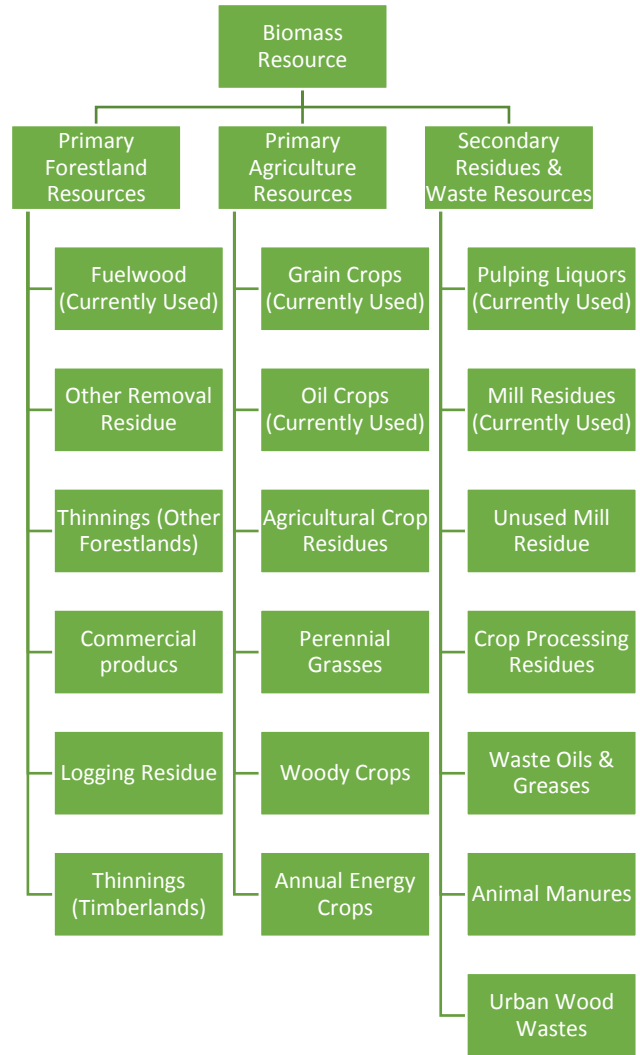 Biomass
Resource
Primary
Forestland
Resources
Primary
Agriculture
Resources
Secondary
Residues &
Waste Resources
Fuelwood
(Currently Used)
Grain Crops
(Currently Used)
Pulping Liquors
(Currently Used)
Other Removal
Residue
Oil Crops
(Currently Used)
Mill Residues
(Currently Used)
Thinnings (Other
Forestlands)
Agricultural Crop
Residues
Unused Mill
Residue
Commercial
producs
Perennial
Grasses
Crop Processing
Residues
Logging Residue
Woody Crops
Waste Oils &
Greases
Thinnings
(Timberlands)
Annual Energy
Crops
Animal Manures
Urban Wood
Wastes